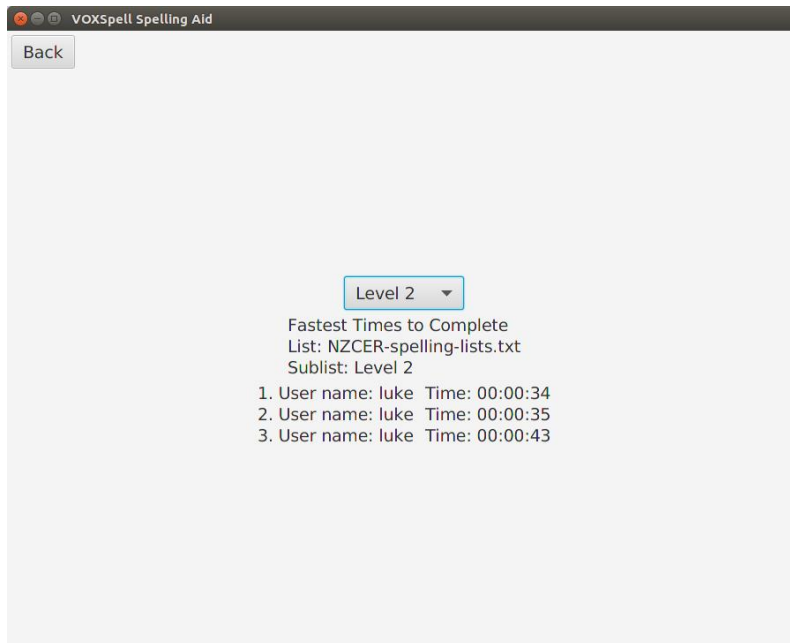 VOXSpell Spelling Aid
Back
Level 2
Fastest Times to Complete
List: NZCER-spelling-lists.txt
Sublist: Level 2
1. User name: luke  Time: 00:00:34
2. User name: luke  Time: 00:00:35
3. User name: luke  Time: 00:00:43